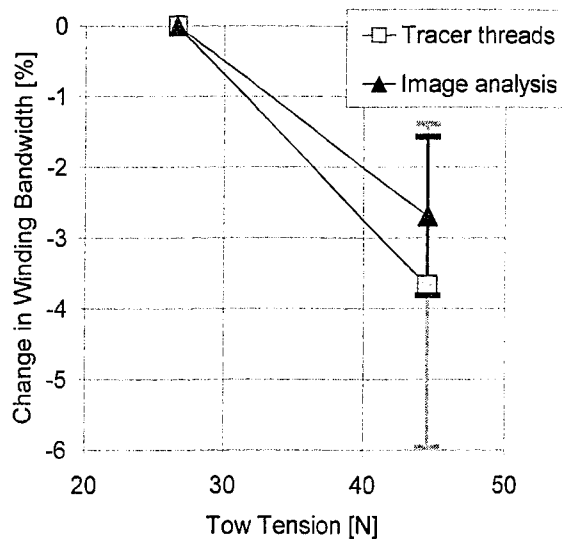 Tracer threads
Image analysis
Change in Winding Bandwidth [%]
0
-1
-2
-3
-4
-5
-6
20
30
40
50
Tow Tension [N]